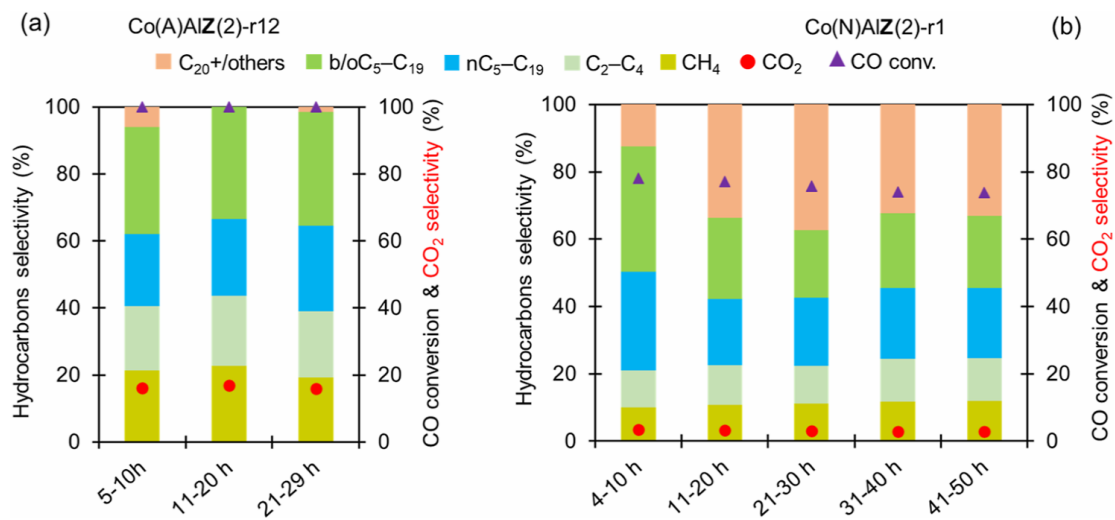 (a) Co(A)AlZ(2)-r12 Co(N)AlZ(2)-r1 (b)
C20+/others b/oC5–C19 nC5–C19 C2–C4 CH4 CO2 CO conv.
Hydrocarbons selectivity (%)
100
80
60
40
20
0
5-10h
11-20 h
21-29 h
100
80
60
40
20
0
CO conversion & CO2 selectivity (%)
Hydrocarbons selectivity (%)
100
80
60
40
20
0
4-10 h
11-20 h
21-30 h
31-40 h
41-50 h
100
80
60
40
20
0
CO conversion & CO2 selectivity (%)